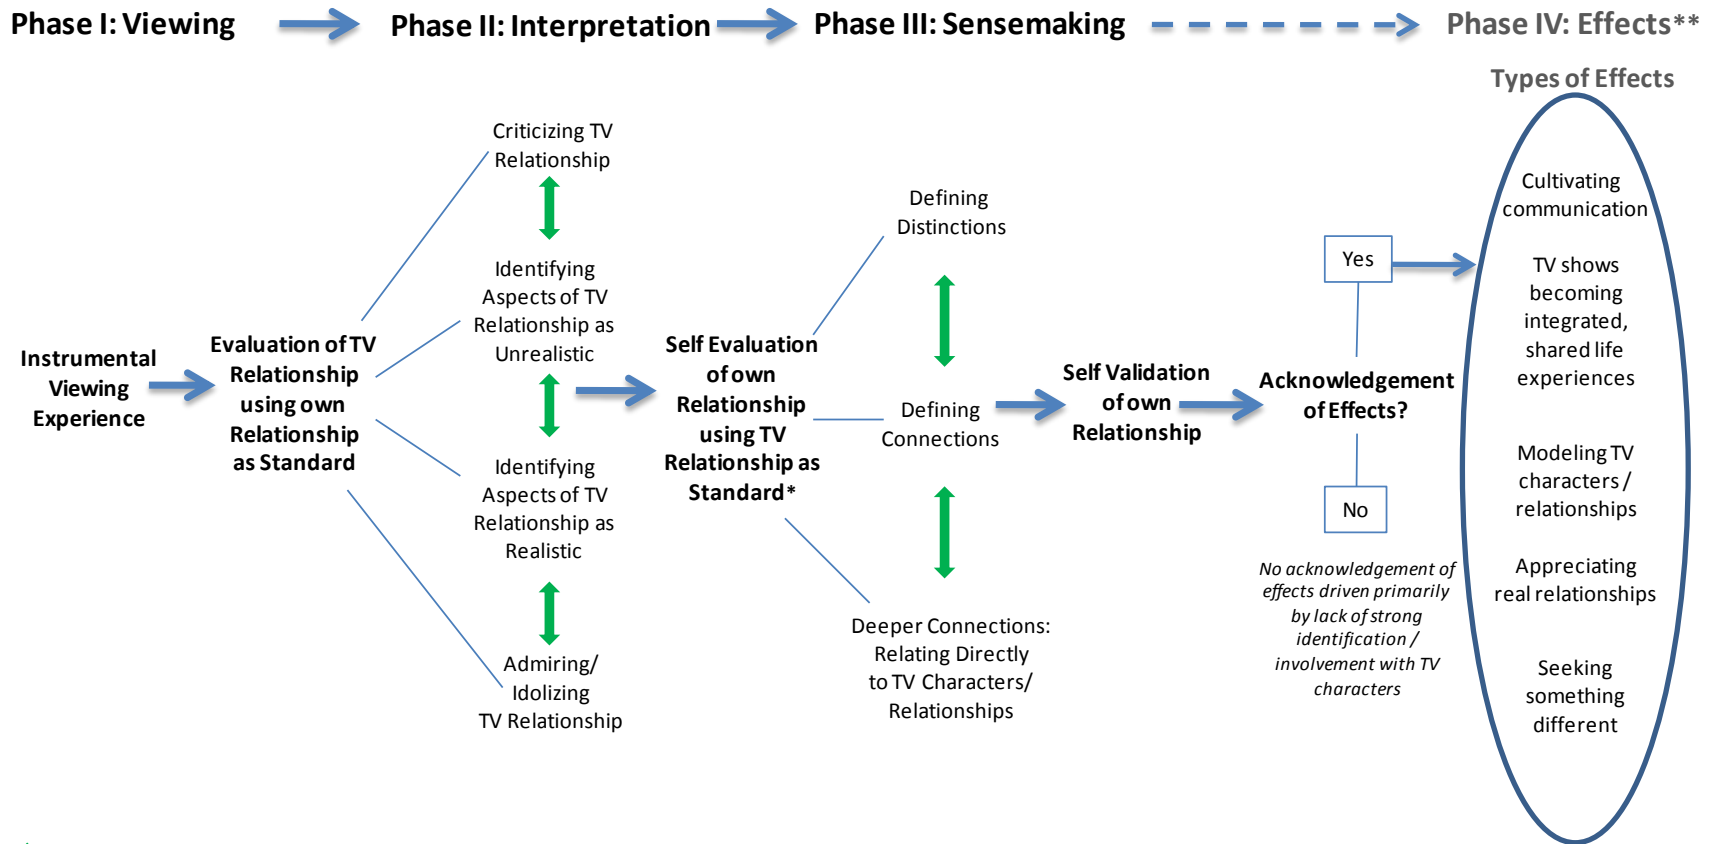 Phase I: Viewing
Phase II: Interpretation
Phase III: Sensemaking
Phase IV: Effects**
Types of Effects
Instrumental
Viewing
Experience
Evaluation of TV
Relationship
using own
Relationship
as Standard
Criticizing TV
Relationship
Identifying
Aspects of TV
Relationship as
Unrealistic
Identifying
Aspects of TV
Relationship as
Realistic
Admiring/
Idolizing
TV Relationship
Self Evaluation
of own
Relationship
using TV
Relationship as
Standard*
Defining
Distinctions
Defining
Connections
Deeper Connections:
Relating Directly
to TV Characters/
Relationships
Self Validation
of own
Relationship
Acknowledgement
of Effects?
Yes
No
No acknowledgement of
effects driven primarily
by lack of strong
identification /
involvement with TV
characters
Cultivating
communication
TV shows
becoming
integrated,
shared life
experiences
Modeling TV
characters /
relationships
Appreciating
real relationships
Seeking
something
different